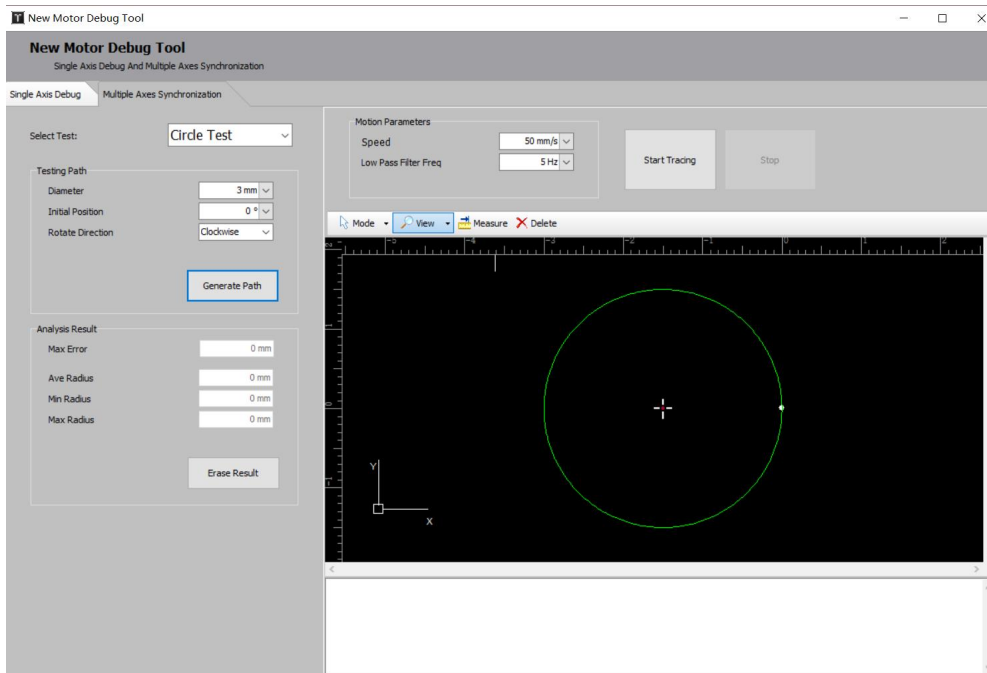 New Motor Debug Tool
New Motor Debug Tool
Single Axis Debug And Multiple Axes Synchronization
Single Axis Debug
Multiple Axes Synchronization
Select Test:
Circle Test
Testing Path
Diameter
3 mm
Initial Position
0 °
Rotate Direction
Clockwise
Generate Path
Analysis Result
Max Error
0 mm
Ave Radius
0 mm
Min Radius
0 mm
Max Radius
0 mm
Erase Result
Motion Parameters
Speed
50 mm/s
Low Pass Filter Freq
5 Hz
Start Tracing
Stop
Mode
View
Measure
Delete
-5 -4 -3 -2 -1 0 1 2
2
1
0
-1
Y
X